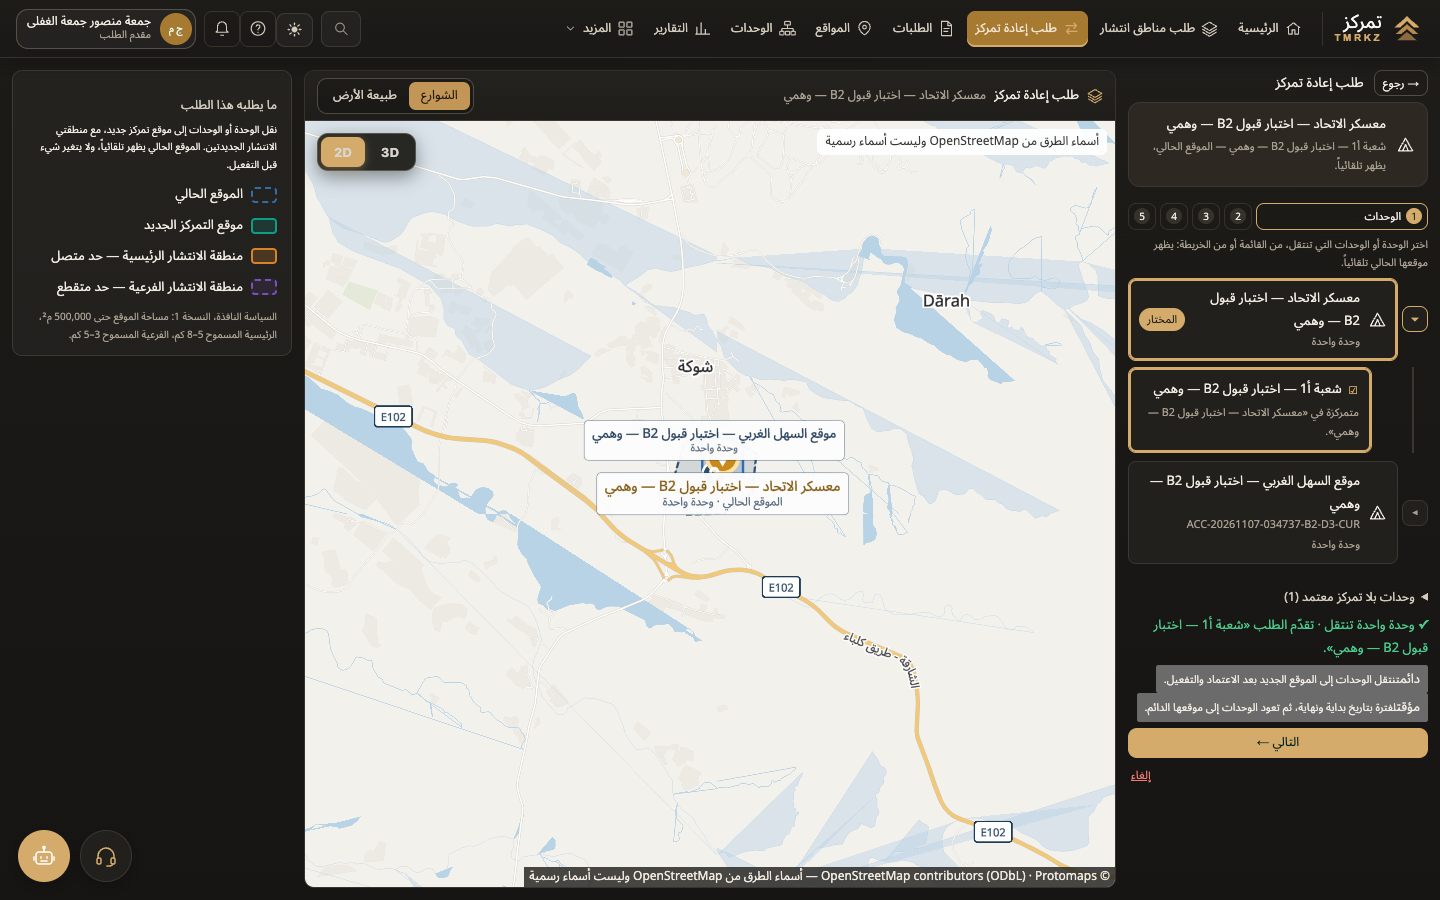 تمركز
TMRKZ
الرئيسية
طلب مناطق انتشار
طلب إعادة تمركز
الطلبات
المواقع
الوحدات
التقارير
المزيد
جمعة منصور جمعة الغفلي
مقدم الطلب
ج م
→ رجوع
طلب إعادة تمركز
معسكر الاتحاد — اختبار قبول B2 — وهمي
شعبة أ1 — اختبار قبول B2 — وهمي — الموقع الحالي،
يظهر تلقائياً.
1 الوحدات
2
3
4
5
اختر الوحدة أو الوحدات التي تنتقل، من القائمة أو من الخريطة: يظهر
موقعها الحالي تلقائياً.
معسكر الاتحاد — اختبار قبول
B2 — وهمي
وحدة واحدة
المختار
شعبة أ1 — اختبار قبول B2 — وهمي
متمركزة في «معسكر الاتحاد — اختبار قبول B2 —
وهمي».
موقع السهل الغربي — اختبار قبول B2 —
وهمي
ACC-20261107-034737-B2-D3-CUR
وحدة واحدة
وحدات بلا تمركز معتمد (1)
✓ وحدة واحدة تنتقل · تقدّم الطلب «شعبة أ1 — اختبار
قبول B2 — وهمي».
دائمتنتقل الوحدات إلى الموقع الجديد بعد الاعتماد والتفعيل.
مؤقتلفترة بتاريخ بداية ونهاية، ثم تعود الوحدات إلى موقعها الدائم.
التالي ←
إلغاء
طلب إعادة تمركز معسكر الاتحاد — اختبار قبول B2 — وهمي
الشوارع
طبيعة الأرض
أسماء الطرق من OpenStreetMap وليست أسماء رسمية
2D
3D
Dārah
شوكة
E102
موقع السهل الغربي — اختبار قبول B2 — وهمي
وحدة واحدة
معسكر الاتحاد — اختبار قبول B2 — وهمي
الموقع الحالي · وحدة واحدة
E102
الشارقة - طريق كلباء
E102
© OpenStreetMap contributors (ODbL) · Protomaps — أسماء الطرق من OpenStreetMap وليست أسماء رسمية
ما يطلبه هذا الطلب
نقل الوحدة أو الوحدات إلى موقع تمركز جديد، مع منطقتي
الانتشار الجديدتين. الموقع الحالي يظهر تلقائياً، ولا يتغير شيء
قبل التفعيل.
الموقع الحالي
موقع التمركز الجديد
منطقة الانتشار الرئيسية — حد متصل
منطقة الانتشار الفرعية — حد متقطع
السياسة النافذة، النسخة 1: مساحة الموقع حتى 500,000 م²،
الرئيسية المسموح 5–8 كم، الفرعية المسموح 3–5 كم.